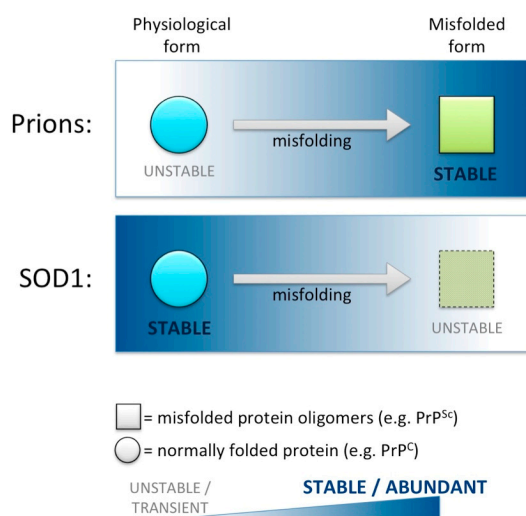 Physiological form
Misfolded form
Prions:
misfolding
UNSTABLE
STABLE
SOD1:
misfolding
STABLE
UNSTABLE
= misfolded protein oligomers (e.g. PrPSc)
= normally folded protein (e.g. PrPC)
UNSTABLE / TRANSIENT
STABLE / ABUNDANT